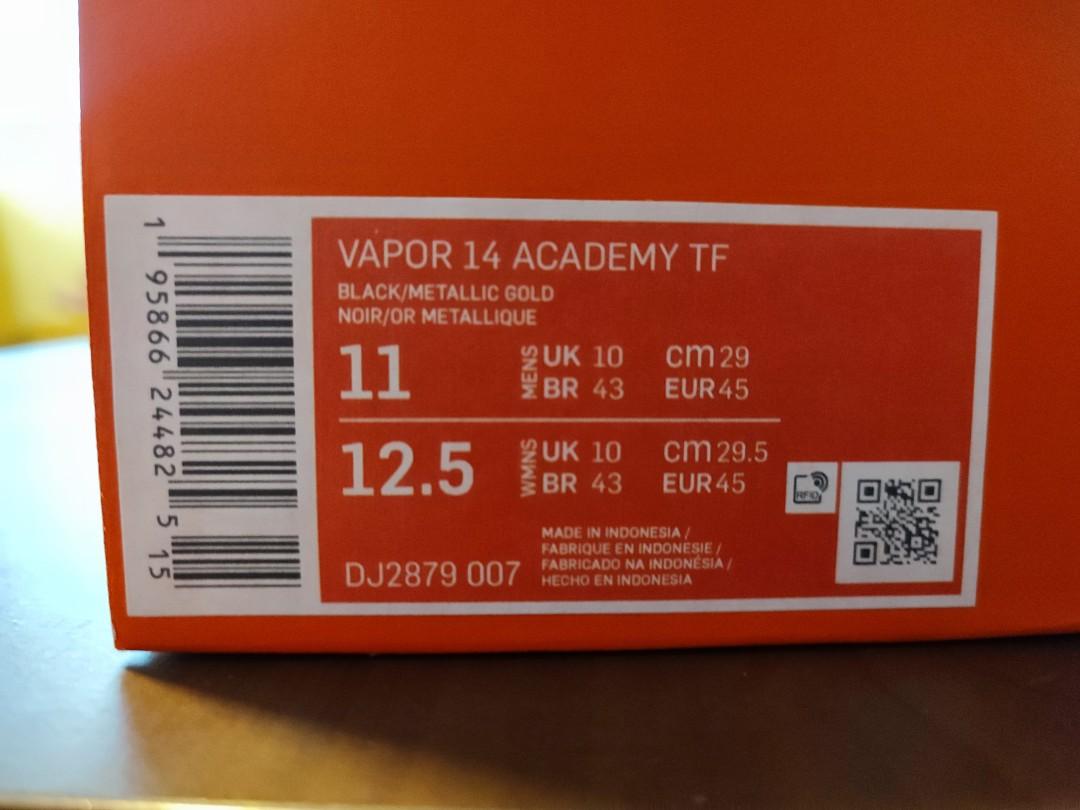 1 95866 24482 5 15
VAPOR 14 ACADEMY TF
BLACK/METALLIC GOLD
NOIR/OR METALLIQUE
11 MENS UK 10 cm 29
BR 43 EUR 45
12.5 WMNS UK 10 cm 29.5
BR 43 EUR 45
RFID
MADE IN INDONESIA /
FABRIQUE EN INDONESIE /
FABRICADO NA INDONÉSIA /
HECHO EN INDONESIA
DJ2879 007